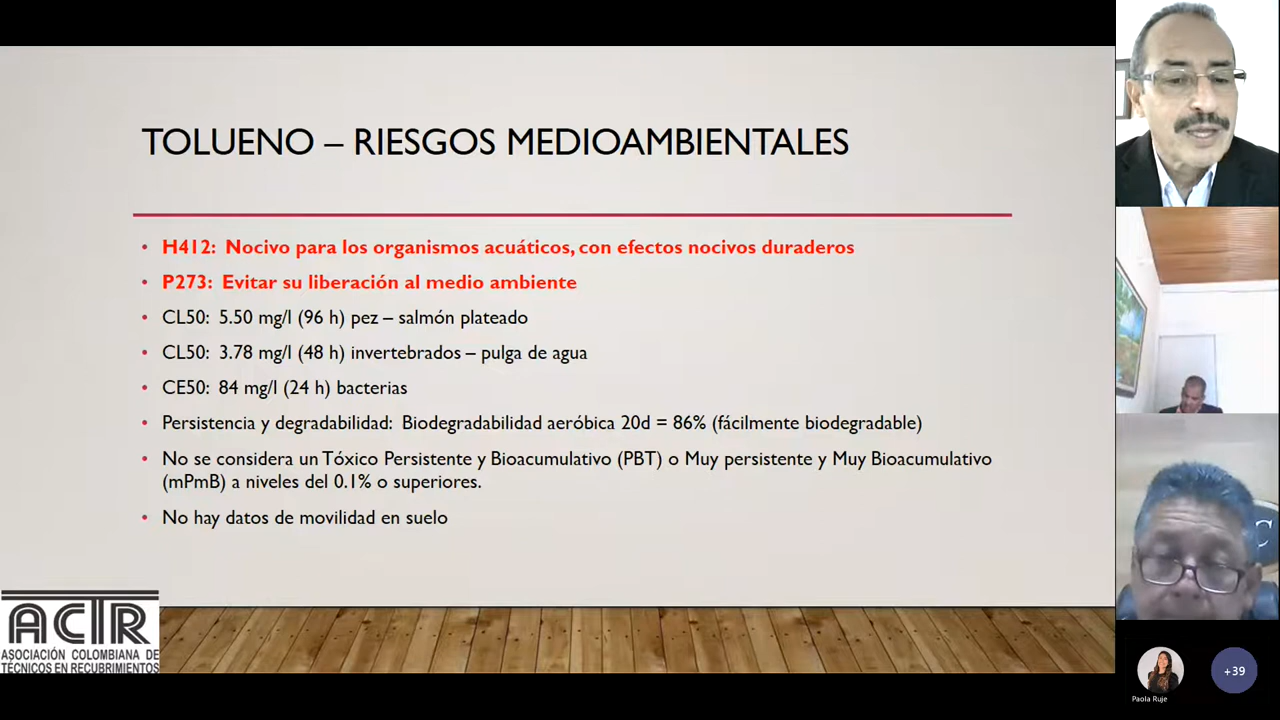 TOLUENO – RIESGOS MEDIOAMBIENTALES
• H412: Nocivo para los organismos acuáticos, con efectos nocivos duraderos
• P273: Evitar su liberación al medio ambiente
• CL50: 5.50 mg/l (96 h) pez – salmón plateado
• CL50: 3.78 mg/l (48 h) invertebrados – pulga de agua
• CE50: 84 mg/l (24 h) bacterias
• Persistencia y degradabilidad: Biodegradabilidad aeróbica 20d = 86% (fácilmente biodegradable)
• No se considera un Tóxico Persistente y Bioacumulativo (PBT) o Muy persistente y Muy Bioacumulativo
(mPmB) a niveles del 0.1% o superiores.
• No hay datos de movilidad en suelo
ACTR
ASOCIACIÓN COLOMBIANA DE
TÉCNICOS EN RECUBRIMIENTOS
C
Paola Ruje
+39